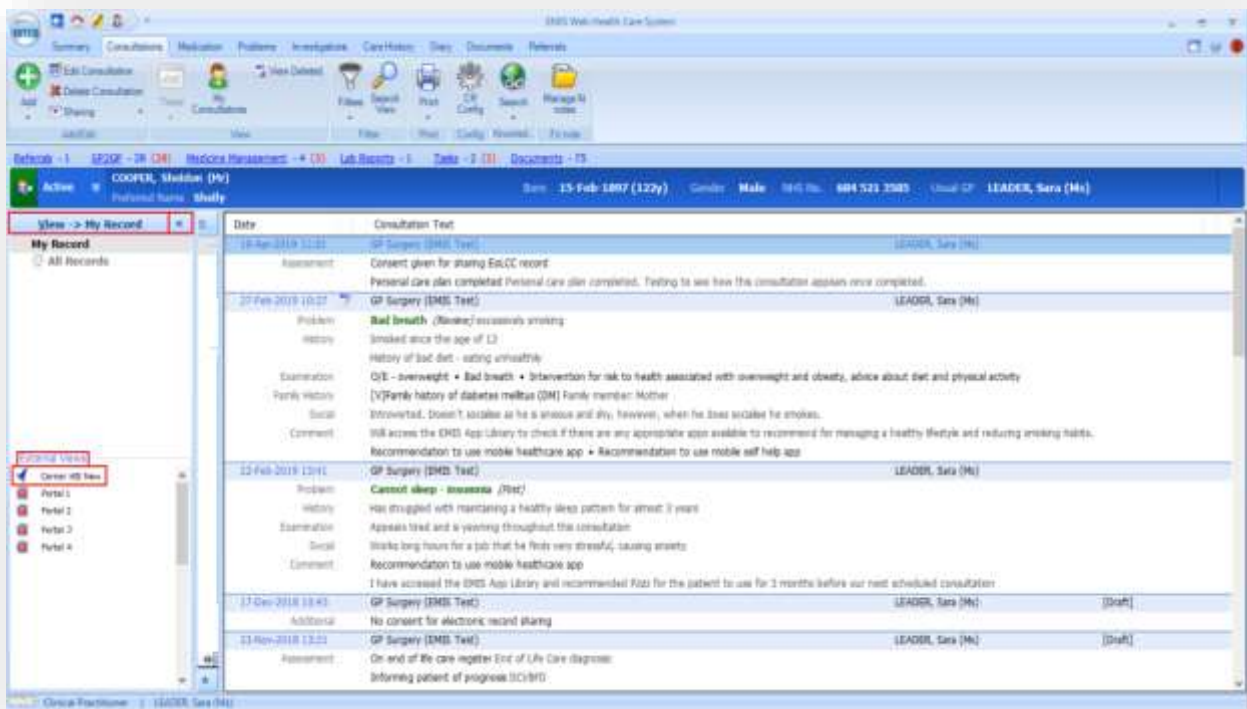 EMIS Web Health Care System
Summary Consultations Medication Problems Investigations Care History Diary Documents Referrals
Add
Edit Consultation
Delete Consultation
Sharing
My Consultations
View Deleted
Filters
Search View
Print
Config
Search
View Filter Print Config
Referrals - 1 Medicine Management - 4 (3) Lab Reports - 1 Documents - 75
Active COOPER, Sheldon (Mr) Born 15-Feb-1897 (122y) Gender Male NHS No. 604 521 3585 Usual GP LEADER, Sara (Ms)
Preferred Name Shelly
View -> My Record
My Record
All Records
External Views
Portal 1
Portal 2
Portal 3
Portal 4
Date Consultation Text
GP Surgery (EMIS Test) LEADER, Sara (Ms)
Assessment Consent given for sharing EoLCC record
Personal care plan completed Personal care plan completed. Testing to see how this consultation appears once completed.
27-Feb-2019 10:27 GP Surgery (EMIS Test) LEADER, Sara (Ms)
Problem Bad breath (Review) excessively smoking
History Smoked since the age of 13
History of bad diet - eating unhealthily
Examination O/E - overweight • Bad breath • Intervention for risk to health associated with overweight and obesity, advice about diet and physical activity
Family History [V]Family history of diabetes mellitus (DM) Family member: Mother
Social Introverted. Doesn't socialise as he is anxious and shy, however, when he does socialise he smokes.
Comment Will access the EMIS App Library to check if there are any appropriate apps available to recommend for managing a healthy lifestyle and reducing smoking habits.
Recommendation to use mobile healthcare app • Recommendation to use mobile self help app
GP Surgery (EMIS Test) LEADER, Sara (Ms)
Problem Cannot sleep - insomnia (First)
History Has struggled with maintaining a healthy sleep pattern for almost 3 years
Examination Appears tired and is yawning throughout this consultation
Social Works long hours for a job that he finds very stressful, causing anxiety
Comment Recommendation to use mobile healthcare app
I have accessed the EMIS App Library and recommended for the patient to use for 3 months before our next scheduled consultation
GP Surgery (EMIS Test) LEADER, Sara (Ms) [Draft]
Additional No consent for electronic record sharing
GP Surgery (EMIS Test) LEADER, Sara (Ms) [Draft]
Assessment On end of life care register End of Life Care diagnosis
Informing patient of prognosis
Clinical Practitioner | LEADER, Sara (Ms)